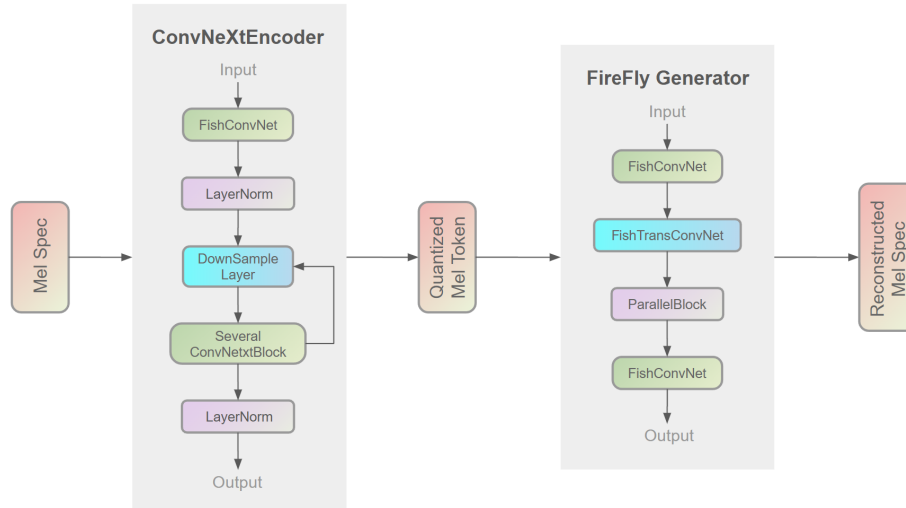 Mel Spec
ConvNeXtEncoder
Input
FishConvNet
LayerNorm
DownSample
Layer
Several
ConvNetxtBlock
LayerNorm
Output
Quantized
Mel Token
FireFly Generator
Input
FishConvNet
FishTransConvNet
ParallelBlock
FishConvNet
Output
Reconstructed
Mel Spec